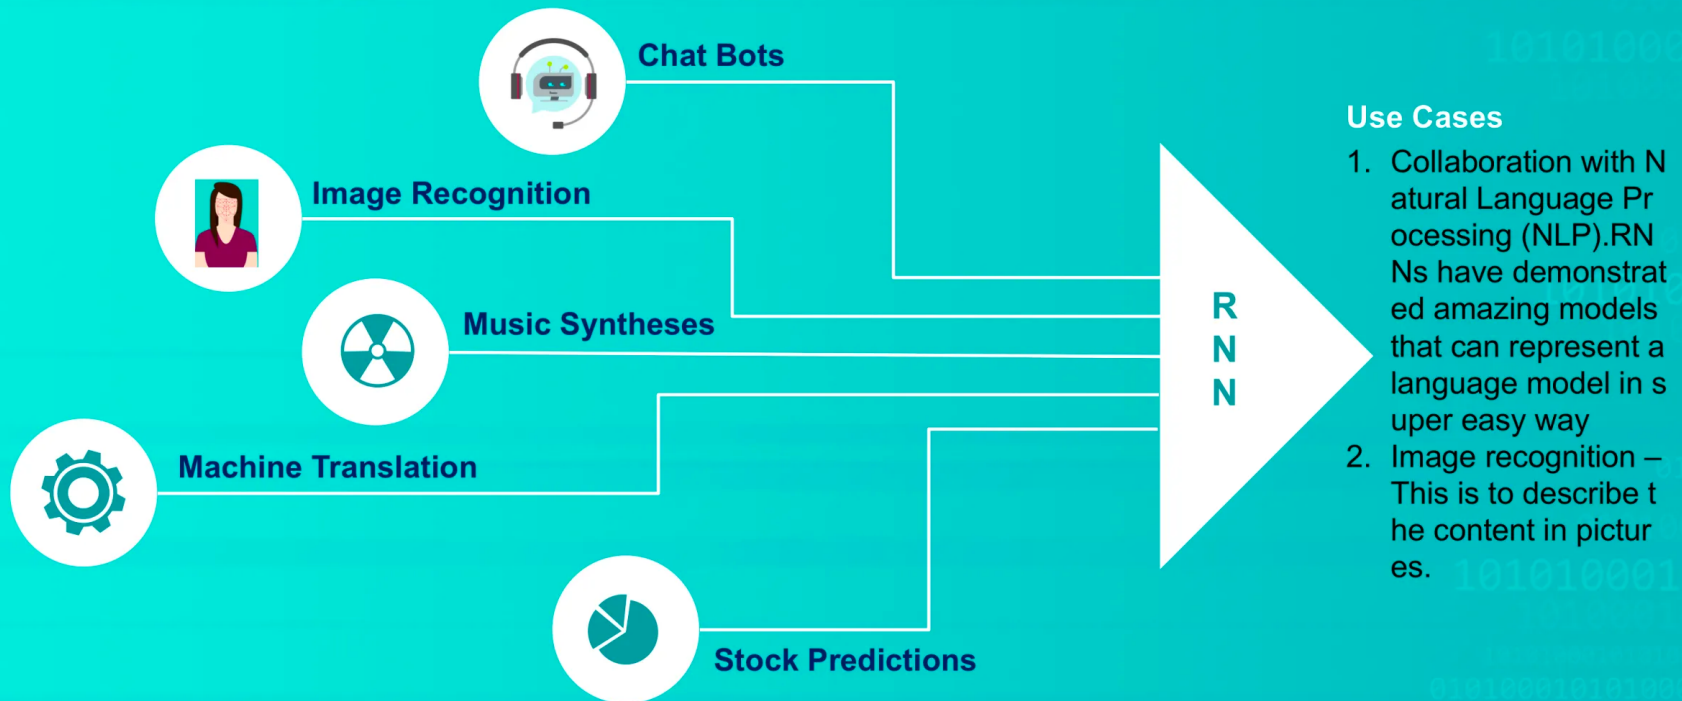 Chat Bots
Image Recognition
Music Syntheses
Machine Translation
Stock Predictions
R
N
N
Use Cases
1. Collaboration with N
atural Language Pr
ocessing (NLP).RN
Ns have demonstrat
ed amazing models
that can represent a
language model in s
uper easy way
2. Image recognition –
This is to describe t
he content in pictur
es.
101010001